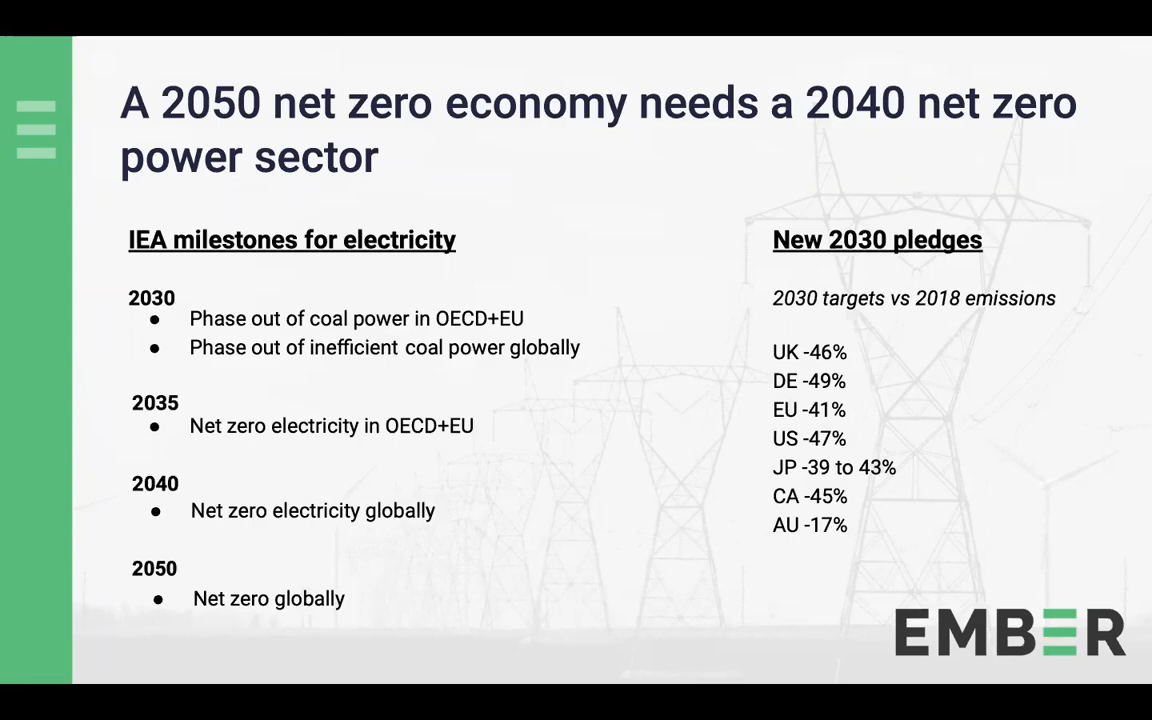 A 2050 net zero economy needs a 2040 net zero
power sector
IEA milestones for electricity
2030
● Phase out of coal power in OECD+EU
● Phase out of inefficient coal power globally
2035
● Net zero electricity in OECD+EU
2040
● Net zero electricity globally
2050
● Net zero globally
New 2030 pledges
2030 targets vs 2018 emissions
UK -46%
DE -49%
EU -41%
US -47%
JP -39 to 43%
CA -45%
AU -17%
EMBER